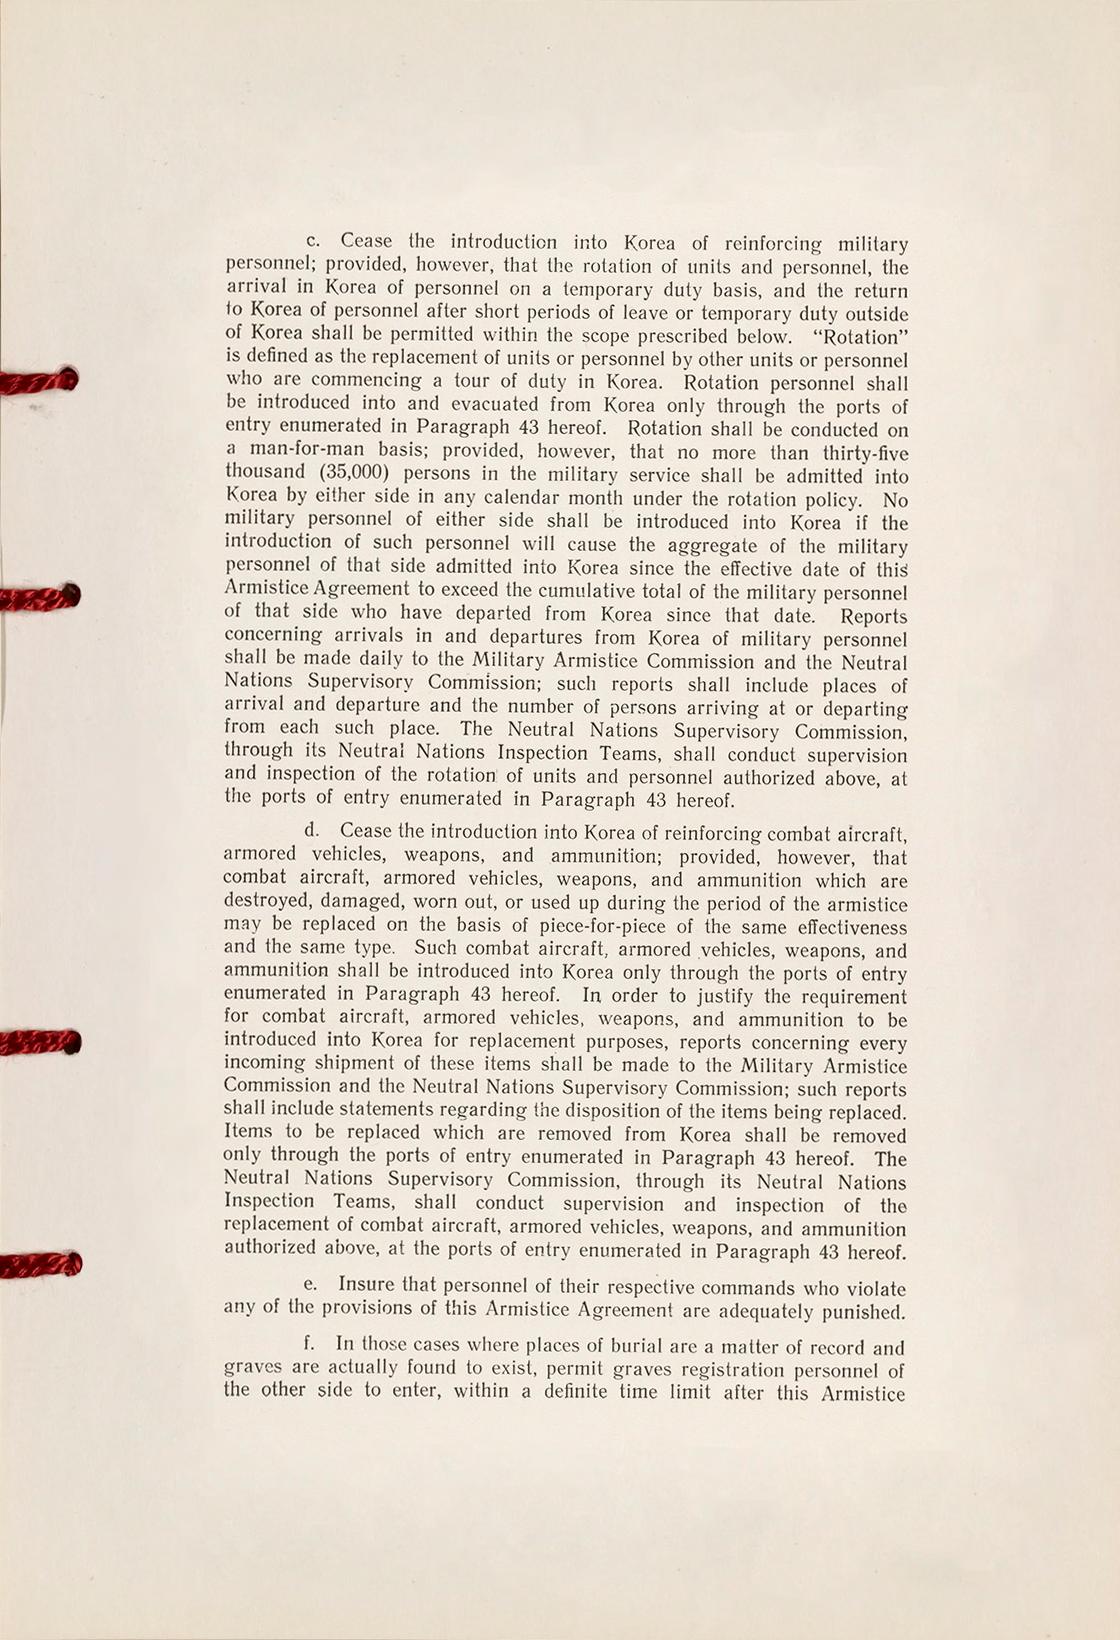 c. Cease the introduction into Korea of reinforcing military
personnel; provided, however, that the rotation of units and personnel, the
arrival in Korea of personnel on a temporary duty basis, and the return
to Korea of personnel after short periods of leave or temporary duty outside
of Korea shall be permitted within the scope prescribed below. “Rotation”
is defined as the replacement of units or personnel by other units or personnel
who are commencing a tour of duty in Korea. Rotation personnel shall
be introduced into and evacuated from Korea only through the ports of
entry enumerated in Paragraph 43 hereof. Rotation shall be conducted on
a man-for-man basis; provided, however, that no more than thirty-five
thousand (35,000) persons in the military service shall be admitted into
Korea by either side in any calendar month under the rotation policy. No
military personnel of either side shall be introduced into Korea if the
introduction of such personnel will cause the aggregate of the military
personnel of that side admitted into Korea since the effective date of this
Armistice Agreement to exceed the cumulative total of the military personnel
of that side who have departed from Korea since that date. Reports
concerning arrivals in and departures from Korea of military personnel
shall be made daily to the Military Armistice Commission and the Neutral
Nations Supervisory Commission; such reports shall include places of
arrival and departure and the number of persons arriving at or departing
from each such place. The Neutral Nations Supervisory Commission,
through its Neutral Nations Inspection Teams, shall conduct supervision
and inspection of the rotation of units and personnel authorized above, at
the ports of entry enumerated in Paragraph 43 hereof.
d. Cease the introduction into Korea of reinforcing combat aircraft,
armored vehicles, weapons, and ammunition; provided, however, that
combat aircraft, armored vehicles, weapons, and ammunition which are
destroyed, damaged, worn out, or used up during the period of the armistice
may be replaced on the basis of piece-for-piece of the same effectiveness
and the same type. Such combat aircraft, armored vehicles, weapons, and
ammunition shall be introduced into Korea only through the ports of entry
enumerated in Paragraph 43 hereof. In order to justify the requirement
for combat aircraft, armored vehicles, weapons, and ammunition to be
introduced into Korea for replacement purposes, reports concerning every
incoming shipment of these items shall be made to the Military Armistice
Commission and the Neutral Nations Supervisory Commission; such reports
shall include statements regarding the disposition of the items being replaced.
Items to be replaced which are removed from Korea shall be removed
only through the ports of entry enumerated in Paragraph 43 hereof. The
Neutral Nations Supervisory Commission, through its Neutral Nations
Inspection Teams, shall conduct supervision and inspection of the
replacement of combat aircraft, armored vehicles, weapons, and ammunition
authorized above, at the ports of entry enumerated in Paragraph 43 hereof.
e. Insure that personnel of their respective commands who violate
any of the provisions of this Armistice Agreement are adequately punished.
f. In those cases where places of burial are a matter of record and
graves are actually found to exist, permit graves registration personnel of
the other side to enter, within a definite time limit after this Armistice